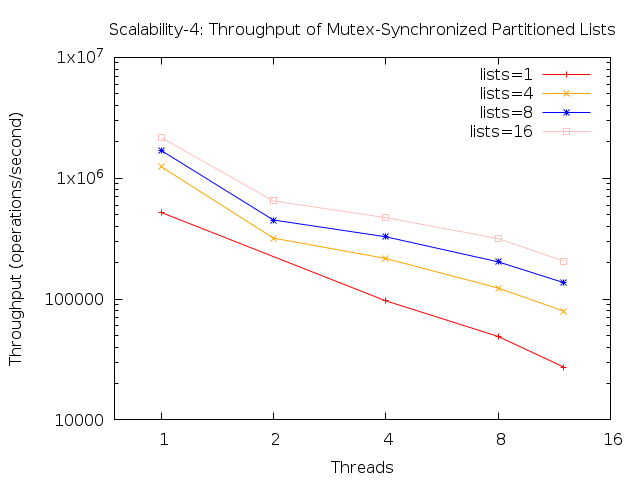 Scalability-4: Throughput of Mutex-Synchronized Partitioned Lists
1x10^7
1x10^6
100000
10000
Throughput (operations/second)
lists=1
lists=4
lists=8
lists=16
1 2 4 8 16
Threads